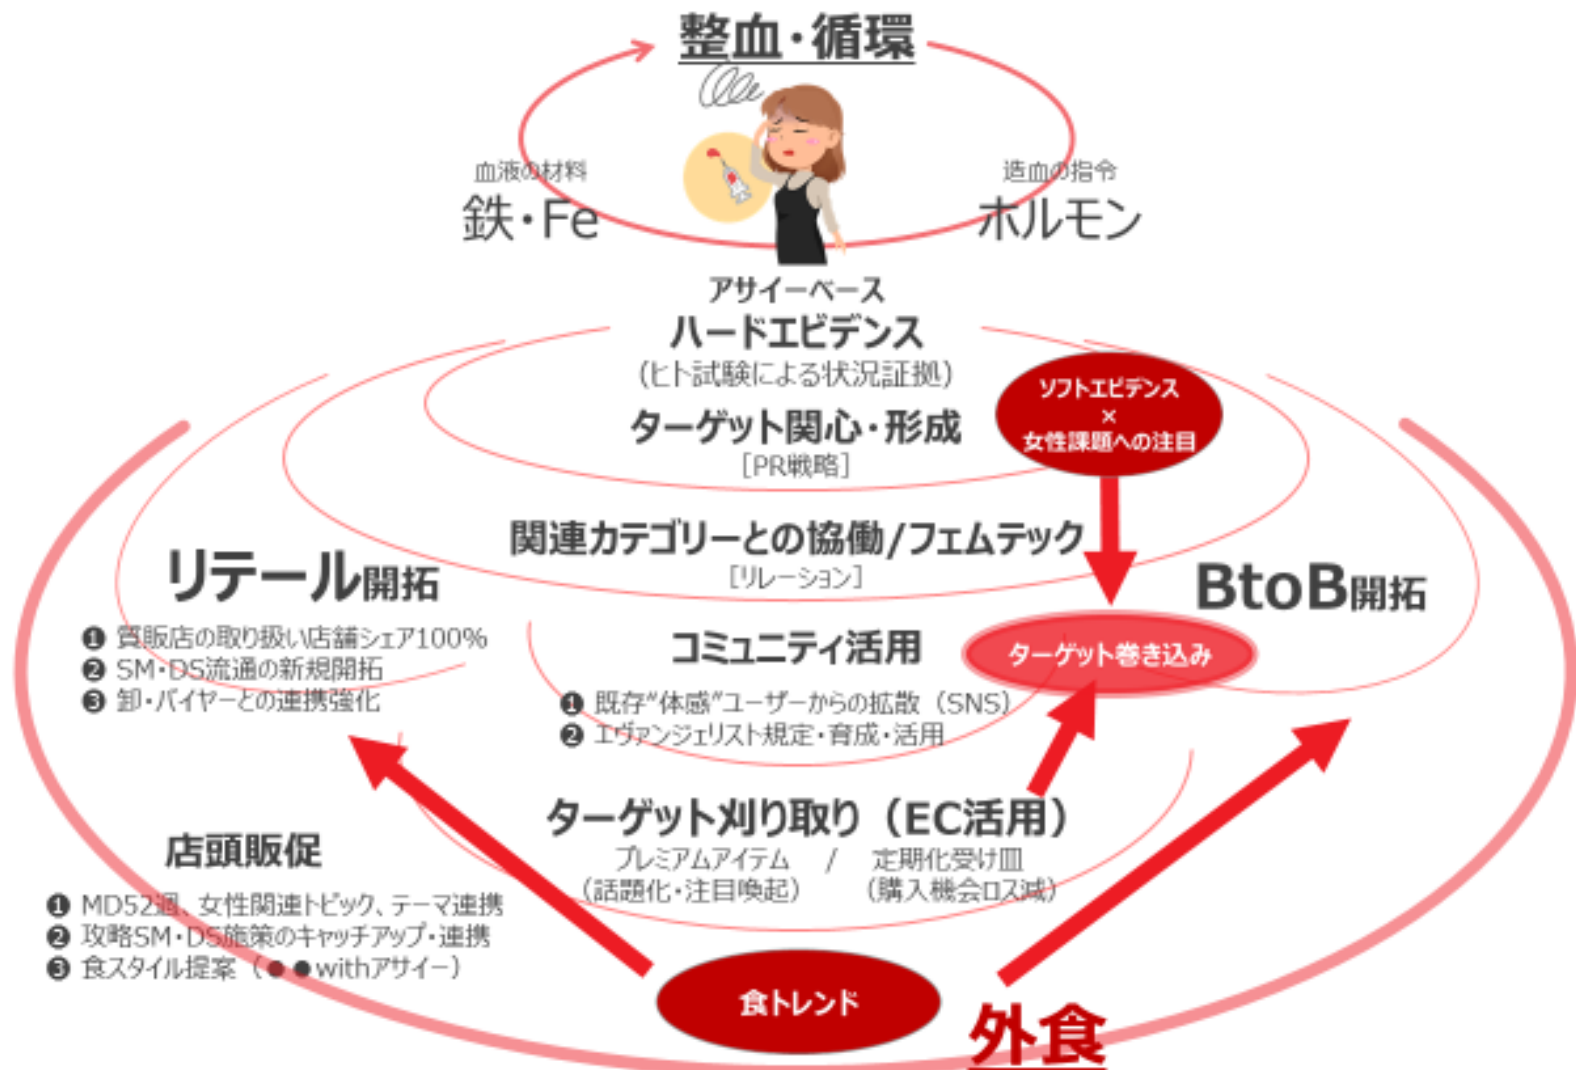 整血・循環
血液の材料
鉄・Fe
造血の指令
ホルモン
アサイーベース
ハードエビデンス
(ヒト試験による状況証拠)
ターゲット関心・形成
[PR戦略]
ソフトエビデンス
×
女性課題への注目
関連カテゴリーとの協働/フェムテック
[リレーション]
リテール開拓
❶ 質販店の取り扱い店舗シェア100%
❷ SM・DS流通の新規開拓
❸ 卸・バイヤーとの連携強化
BtoB開拓
コミュニティ活用
❶ 既存“体感”ユーザーからの拡散（SNS）
❷ エヴァンジェリスト規定・育成・活用
ターゲット巻き込み
ターゲット刈り取り（EC活用）
プレミアムアイテム / 定期化受け皿
（話題化・注目喚起） （購入機会ロス減）
店頭販促
❶ MD52週、女性関連トピック、テーマ連携
❷ 攻略SM・DS施策のキャッチアップ・連携
❸ 食スタイル提案（●●withアサイー）
食トレンド
外食